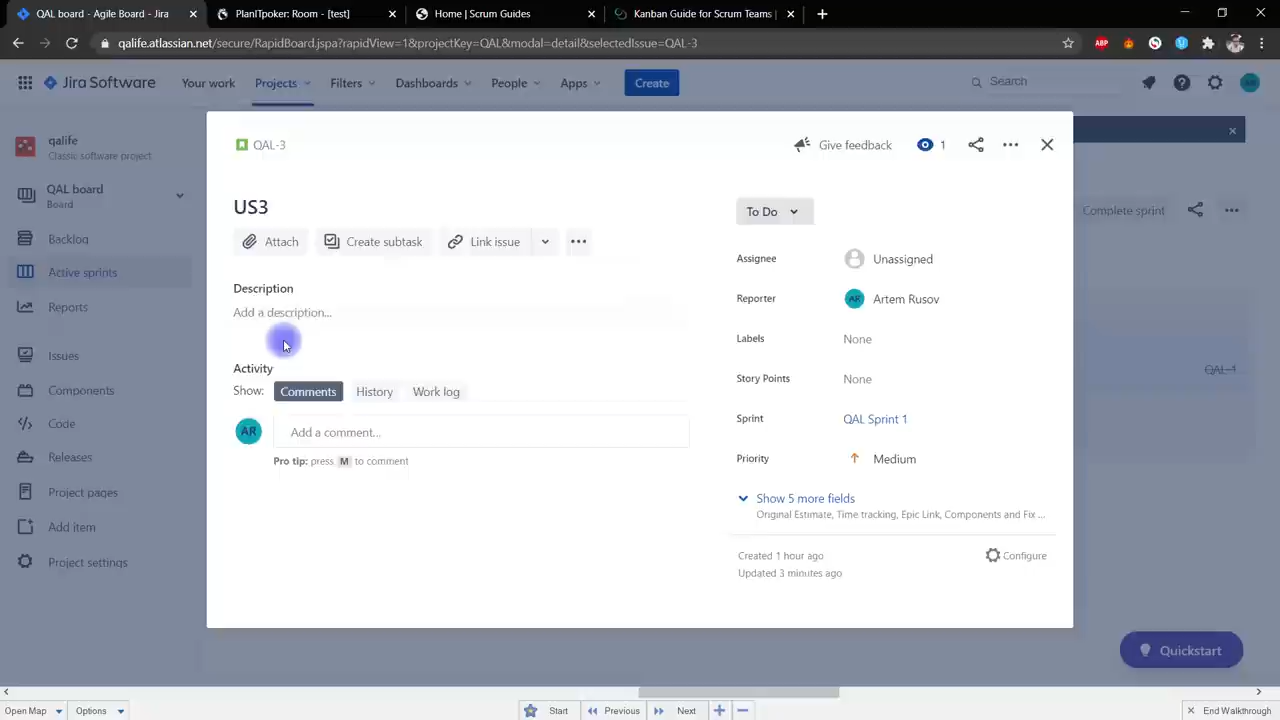 QAL board - Agile Board - Jira
PlanITpoker: Room - [test]
Home | Scrum Guides
Kanban Guide for Scrum Teams |
qalife.atlassian.net/secure/RapidBoard.jspa?rapidView=1&projectKey=QAL&modal=detail&selectedIssue=QAL-3
ABP
Jira Software
Your work
Projects
Filters
Dashboards
People
Apps
Create
Search
AR
qalife
Classic software project
QAL board
Board
Backlog
Active sprints
Reports
Issues
Components
Code
Releases
Project pages
Add item
Project settings
QAL-3
Give feedback
1
US3
Attach
Create subtask
Link issue
Description
Add a description...
Activity
Show:
Comments
History
Work log
AR
Add a comment...
Pro tip: press M to comment
To Do
Assignee
Unassigned
Reporter
AR
Artem Rusov
Labels
None
Story Points
None
Sprint
QAL Sprint 1
Priority
Medium
Show 5 more fields
Original Estimate, Time tracking, Epic Link, Components and Fix ...
Created 1 hour ago
Updated 3 minutes ago
Configure
Complete sprint
QAL-1
Quickstart
Open Map
Options
Start
Previous
Next
End Walkthrough